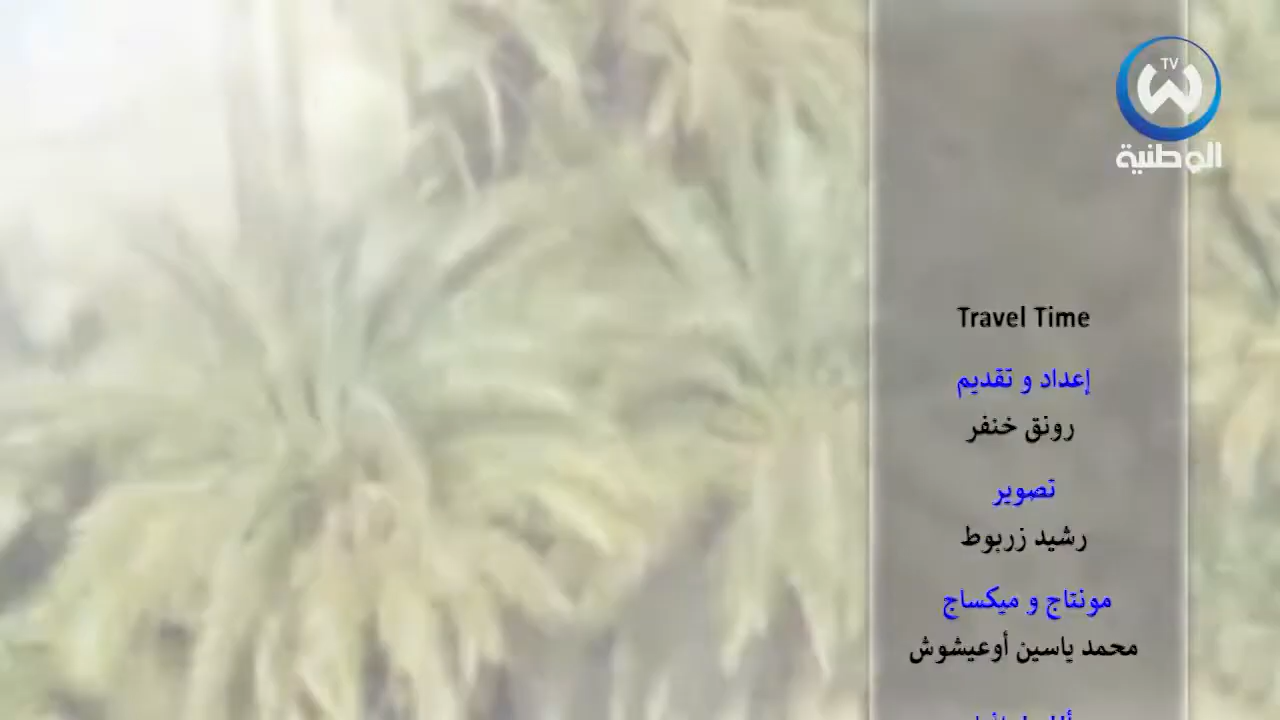 TV
الوطنية
Travel Time
إعداد و تقديم
رونق خنفر
تصوير
رشيد زربوط
مونتاج و ميكساج
محمد ياسين أوعيشوش